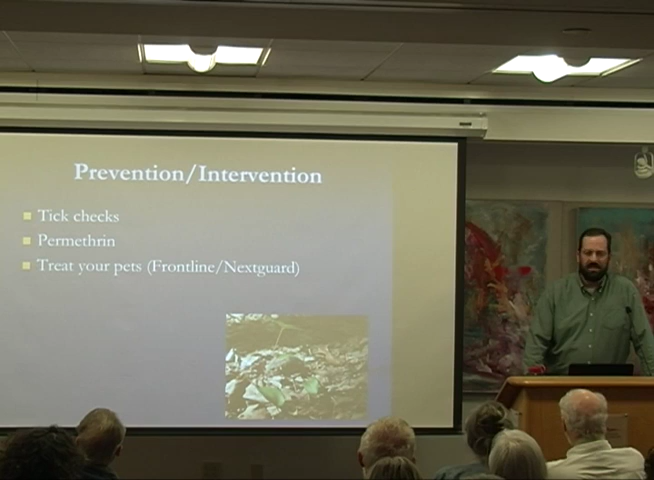 Prevention/Intervention
Tick checks
Permethrin
Treat your pets (Frontline/Nextguard)